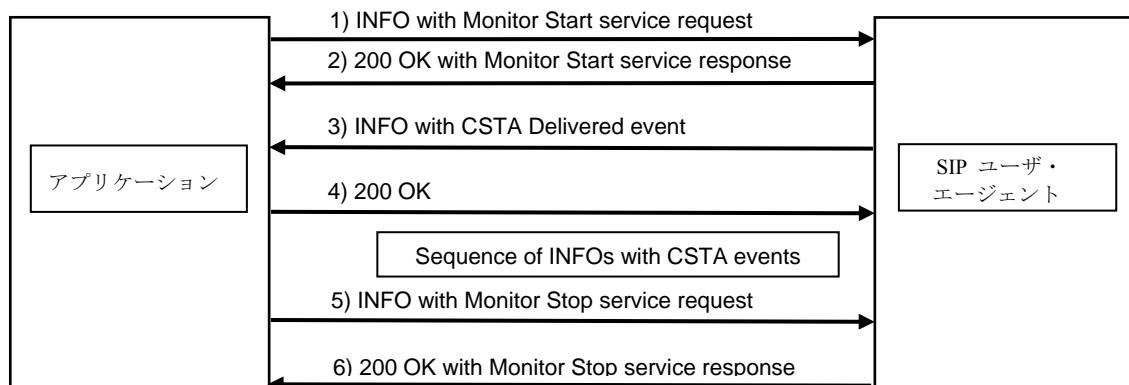 1) INFO with Monitor Start service request
2) 200 OK with Monitor Start service response
3) INFO with CSTA Delivered event
アプリケーション
SIP ユーザ・
エージェント
4) 200 OK
Sequence of INFOs with CSTA events
5) INFO with Monitor Stop service request
6) 200 OK with Monitor Stop service response